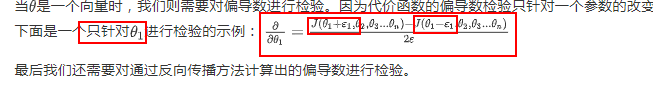 当θ是一个向量时，我们则需要对偏导数进行检验。因为代价函数的偏导数检验只针对一个参数的改变
下面是一个只针对θ₁进行检验的示例： ∂/∂θ₁ = (J(θ₁+ε₁,θ₂,θ₃...θₙ)−J(θ₁−ε₁,θ₂,θ₃...θₙ))/2ε
最后我们还需要对通过反向传播方法计算出的偏导数进行检验。